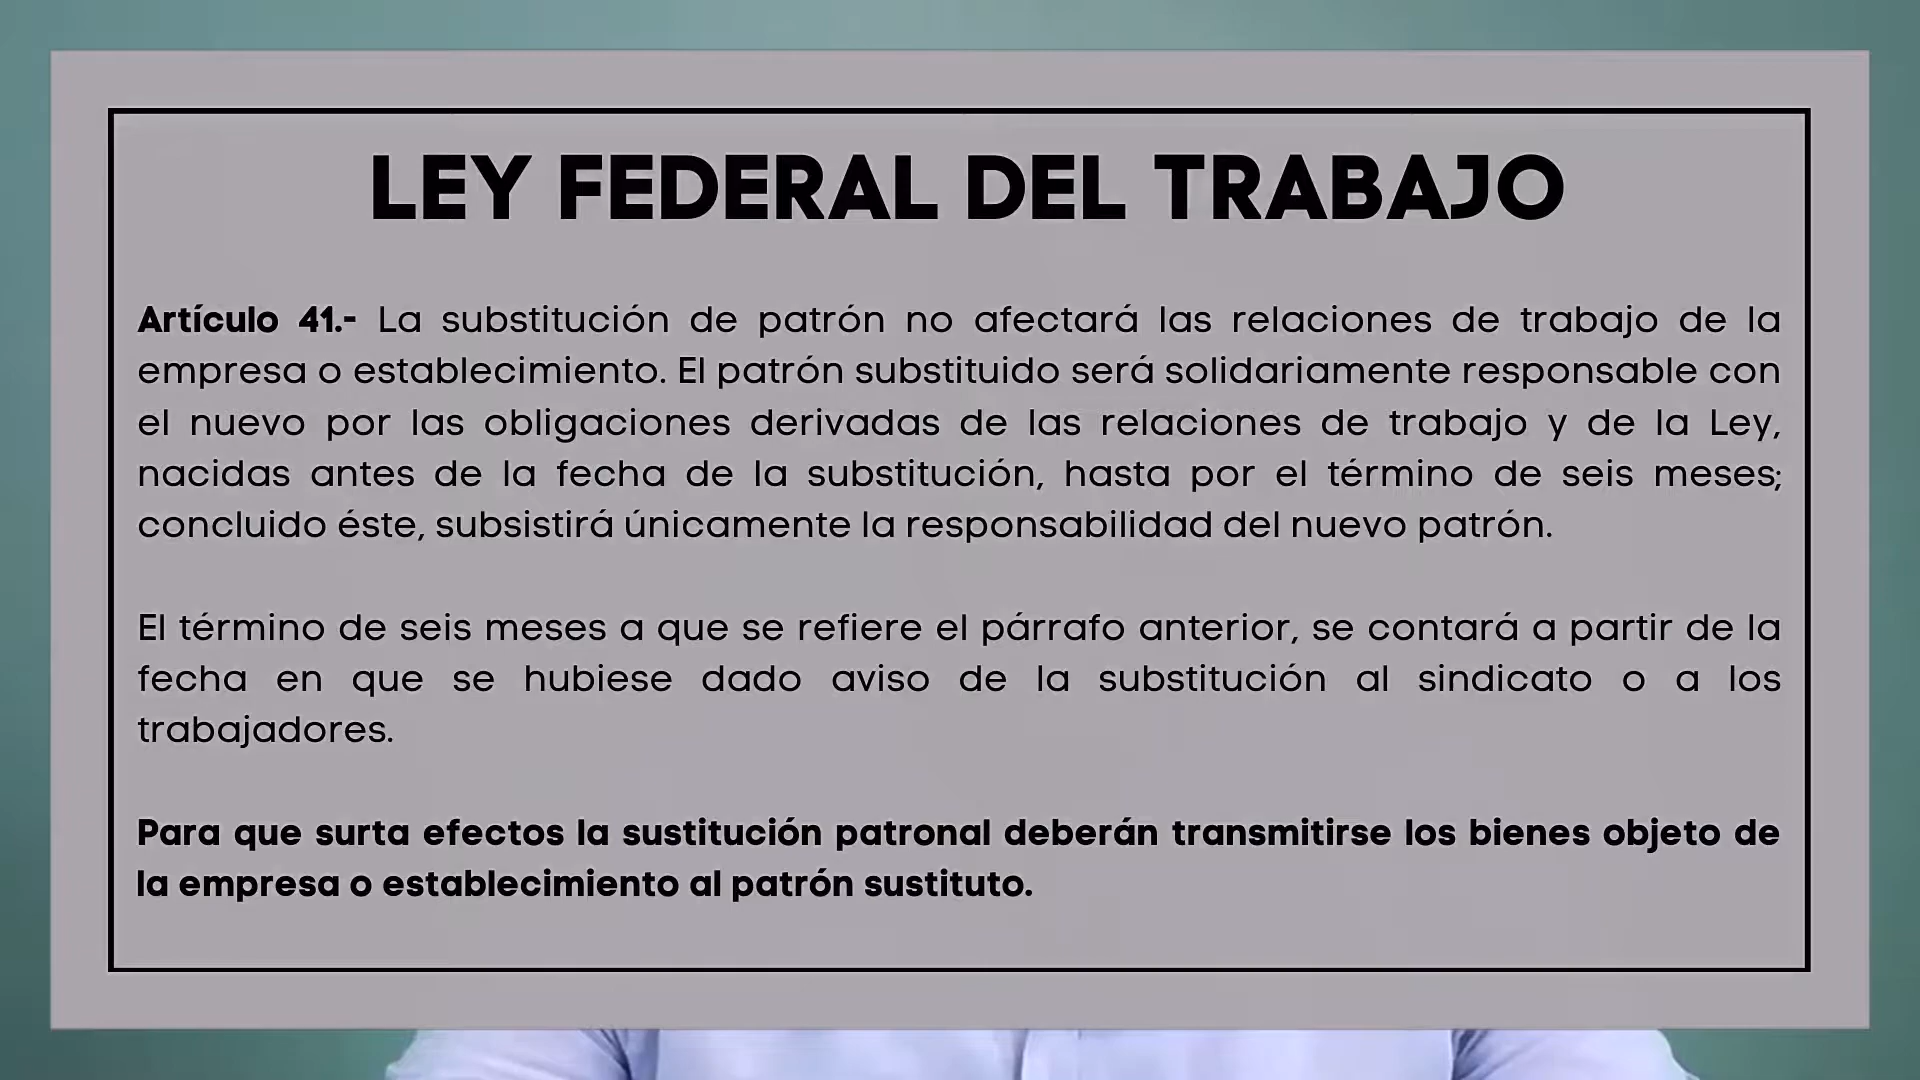 LEY FEDERAL DEL TRABAJO
Artículo 41.- La substitución de patrón no afectará las relaciones de trabajo de la
empresa o establecimiento. El patrón substituido será solidariamente responsable con
el nuevo por las obligaciones derivadas de las relaciones de trabajo y de la Ley,
nacidas antes de la fecha de la substitución, hasta por el término de seis meses;
concluido éste, subsistirá únicamente la responsabilidad del nuevo patrón.
El término de seis meses a que se refiere el párrafo anterior, se contará a partir de la
fecha en que se hubiese dado aviso de la substitución al sindicato o a los
trabajadores.
Para que surta efectos la sustitución patronal deberán transmitirse los bienes objeto de
la empresa o establecimiento al patrón sustituto.